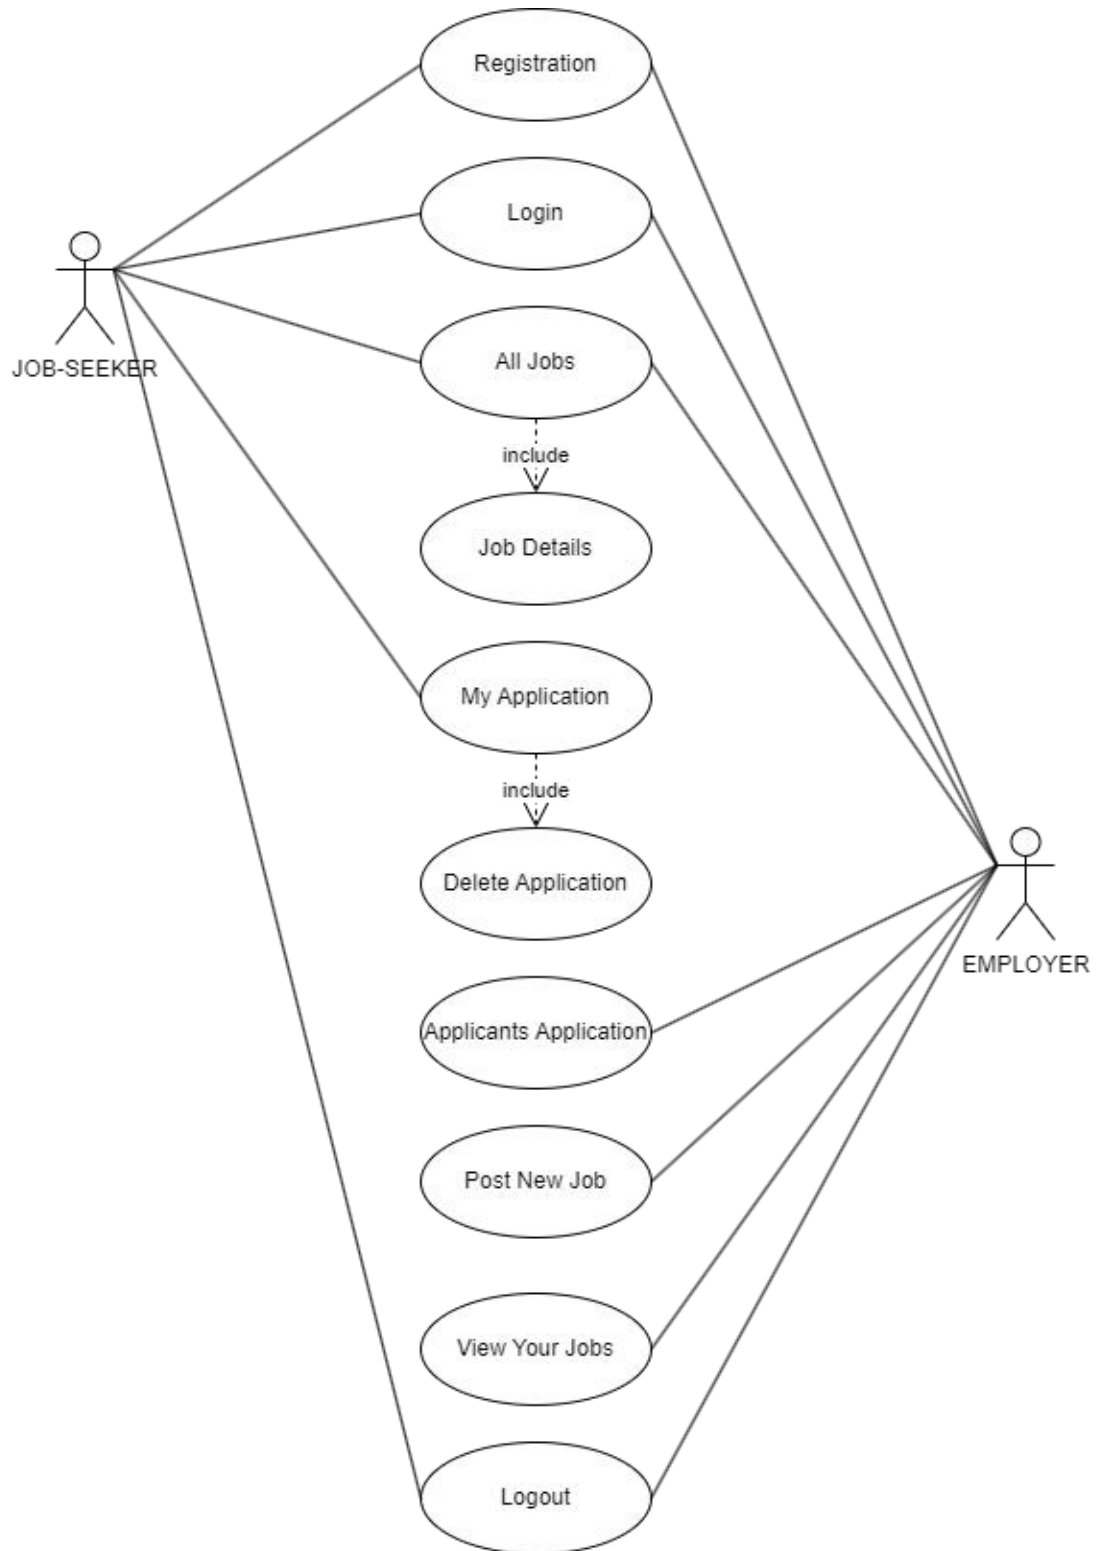 Registration
Login
JOB-SEEKER
All Jobs
include
Job Details
My Application
include
Delete Application
EMPLOYER
Applicants Application
Post New Job
View Your Jobs
Logout